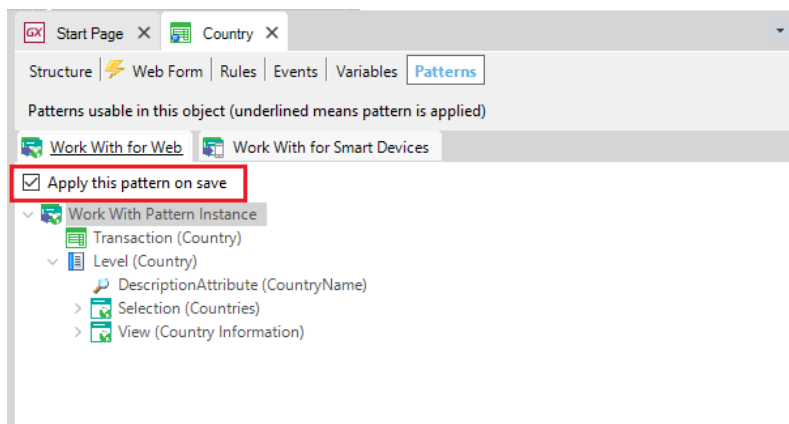 GX Start Page Country
Structure Web Form Rules Events Variables Patterns
Patterns usable in this object (underlined means pattern is applied)
Work With for Web Work With for Smart Devices
Apply this pattern on save
Work With Pattern Instance
Transaction (Country)
Level (Country)
DescriptionAttribute (CountryName)
Selection (Countries)
View (Country Information)